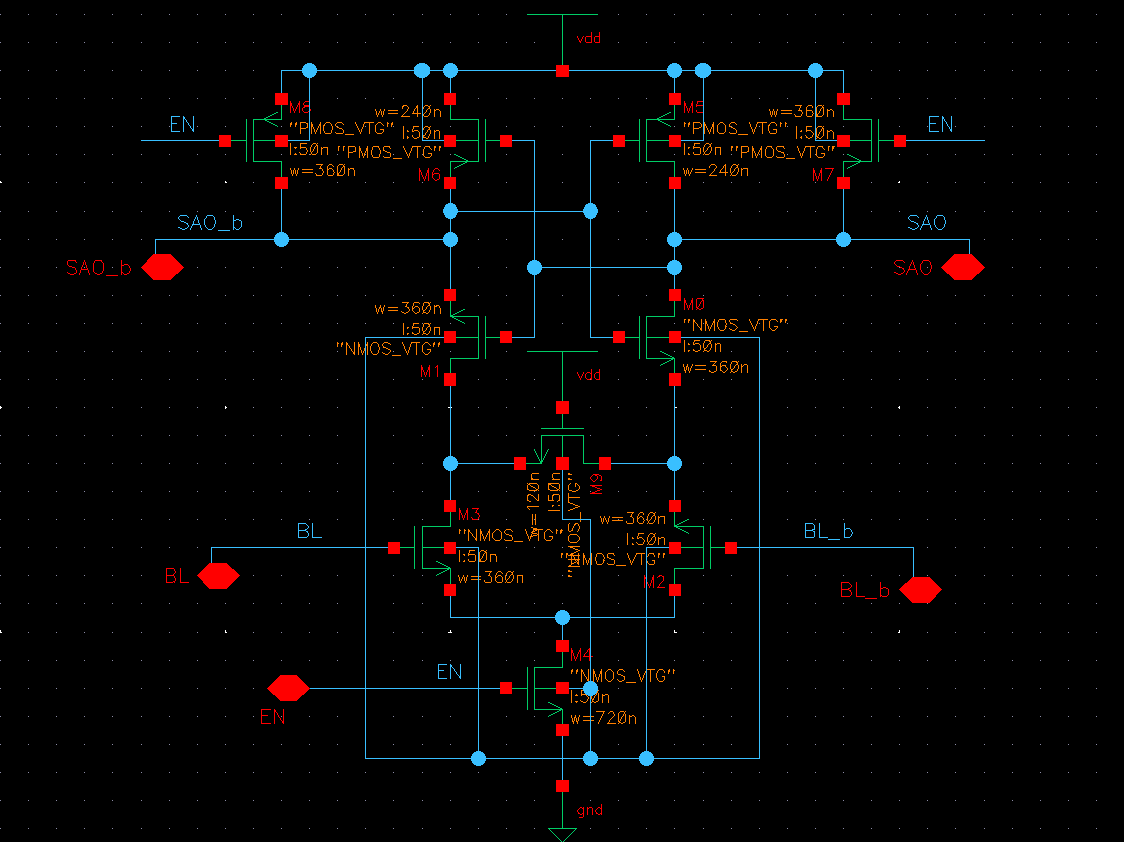 vdd
M8
w=240n
M5
w=360n
EN
"PMOS_VTG"
l:50n
"PMOS_VTG"
l:50n
EN
l:50n
"PMOS_VTG"
l:50n
"PMOS_VTG"
w=360n
M6
w=240n
M7
SAO_b
SAO
SAO_b
SAO
w=360n
M0
l:50n
"NMOS_VTG"
"NMOS_VTG"
l:50n
M1
vdd
w=360n
w=120n
l:50n
"NMOS_VTG"
M9
M3
w=360n
BL
"NMOS_VTG"
l:50n
BL_b
l:50n
"NMOS_VTG"
BL
w=360n
M2
BL_b
M4
EN
"NMOS_VTG"
l:50n
EN
w=720n
gnd